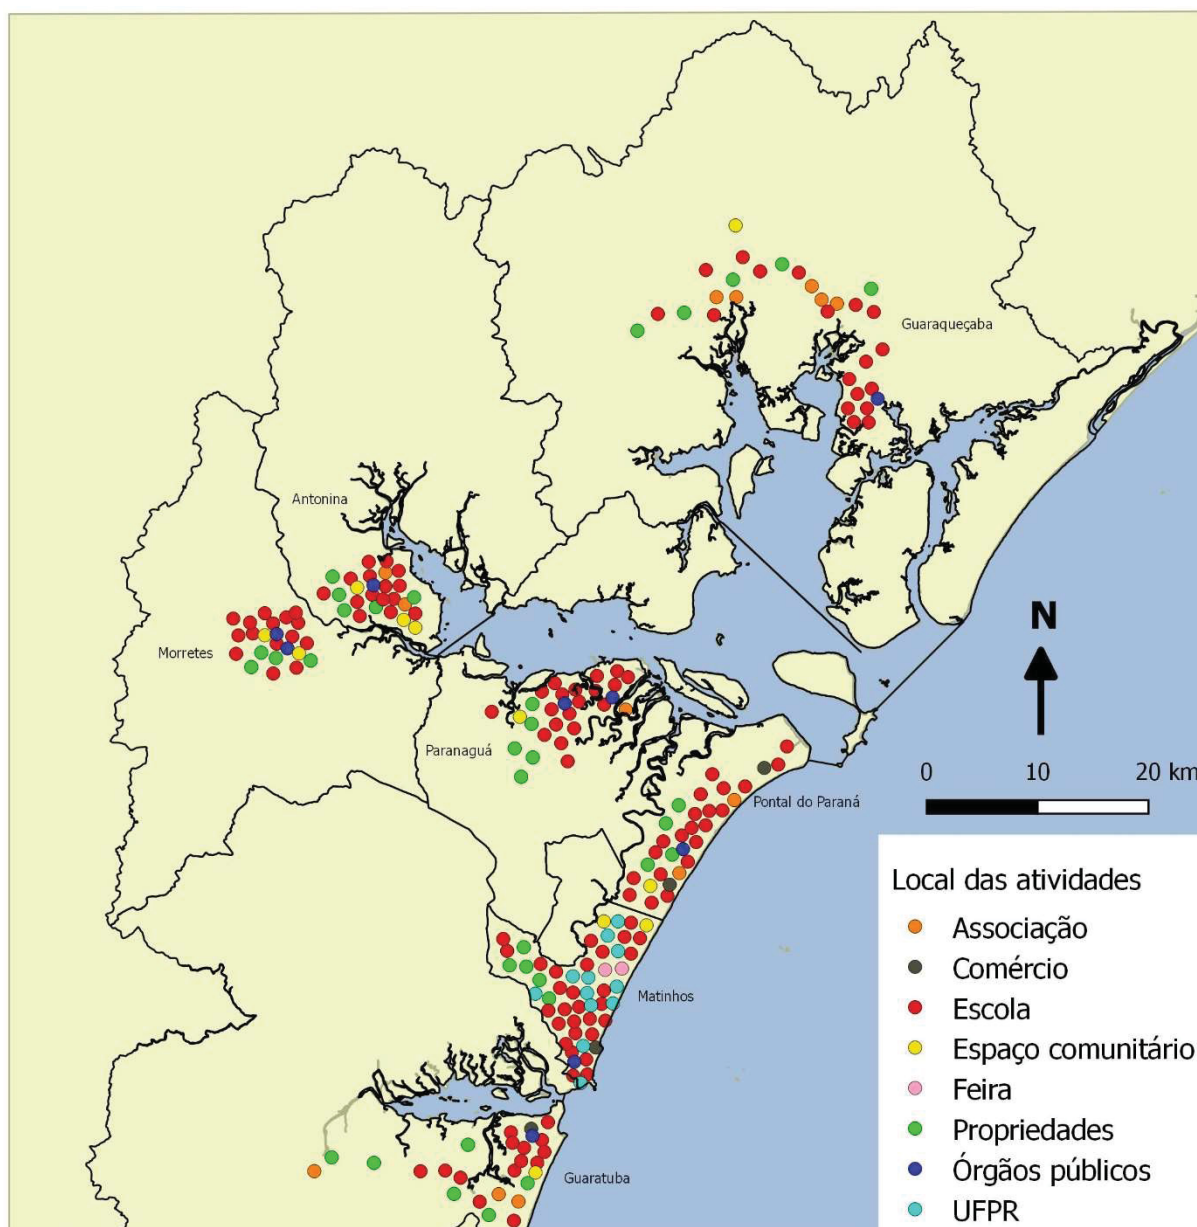 Guaraqueçaba
Antonina
Morretes
Paranaguá
Pontal do Paraná
Matinhos
Guaratuba
N
0 10 20 km
Local das atividades
Associação
Comércio
Escola
Espaço comunitário
Feira
Propriedades
Órgãos públicos
UFPR